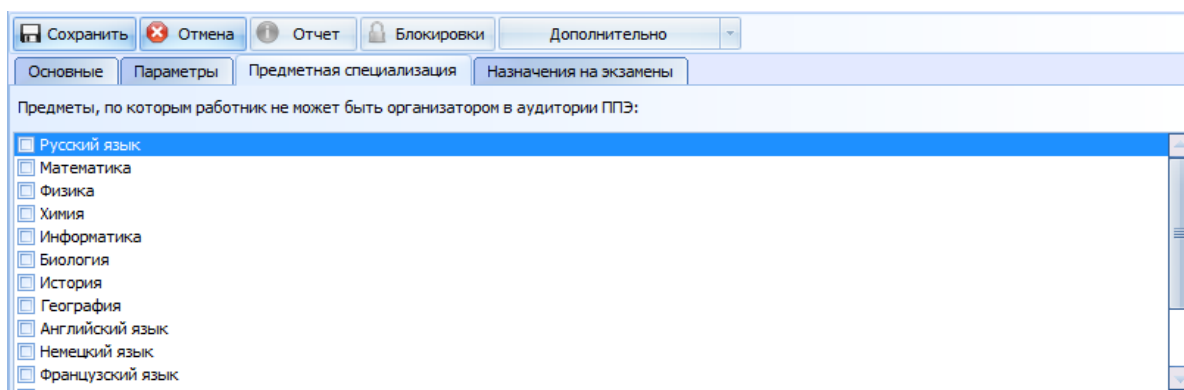 Сохранить Отмена Отчет Блокировки Дополнительно
Основные Параметры Предметная специализация Назначения на экзамены
Предметы, по которым работник не может быть организатором в аудитории ППЭ:
Русский язык
Математика
Физика
Химия
Информатика
Биология
История
География
Английский язык
Немецкий язык
Французский язык